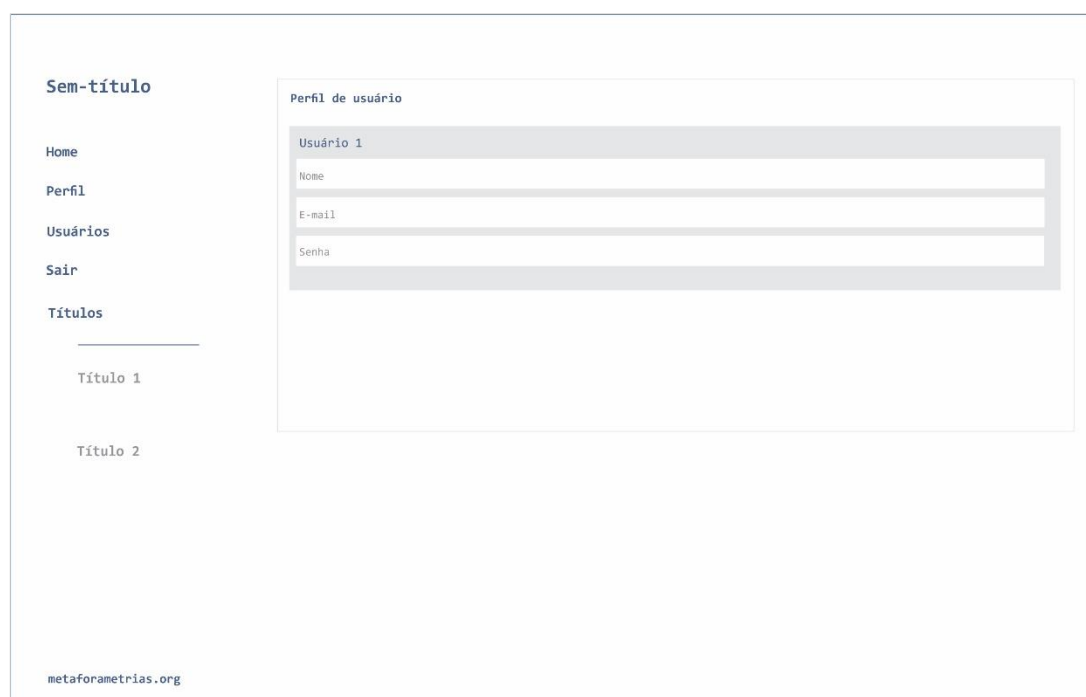 Sem-título
Home
Perfil
Usuários
Sair
Títulos
Título 1
Título 2
metaforametrias.org
Perfil de usuário
Usuário 1
Nome
E-mail
Senha